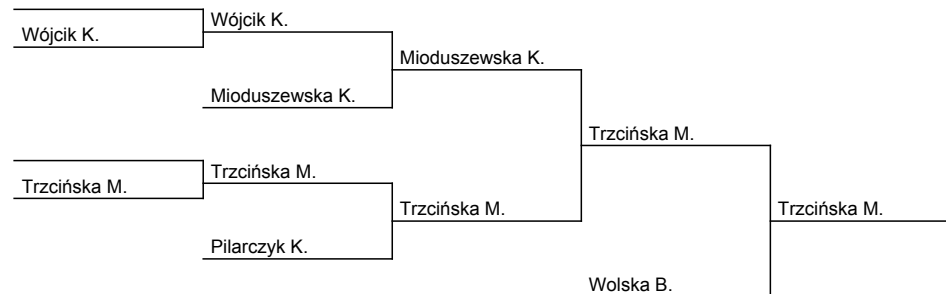 Wójcik K.
Wójcik K.
Mioduszewska K.
Mioduszewska K.
Trzcińska M.
Trzcińska M.
Trzcińska M.
Trzcińska M.
Trzcińska M.
Pilarczyk K.
Wolska B.